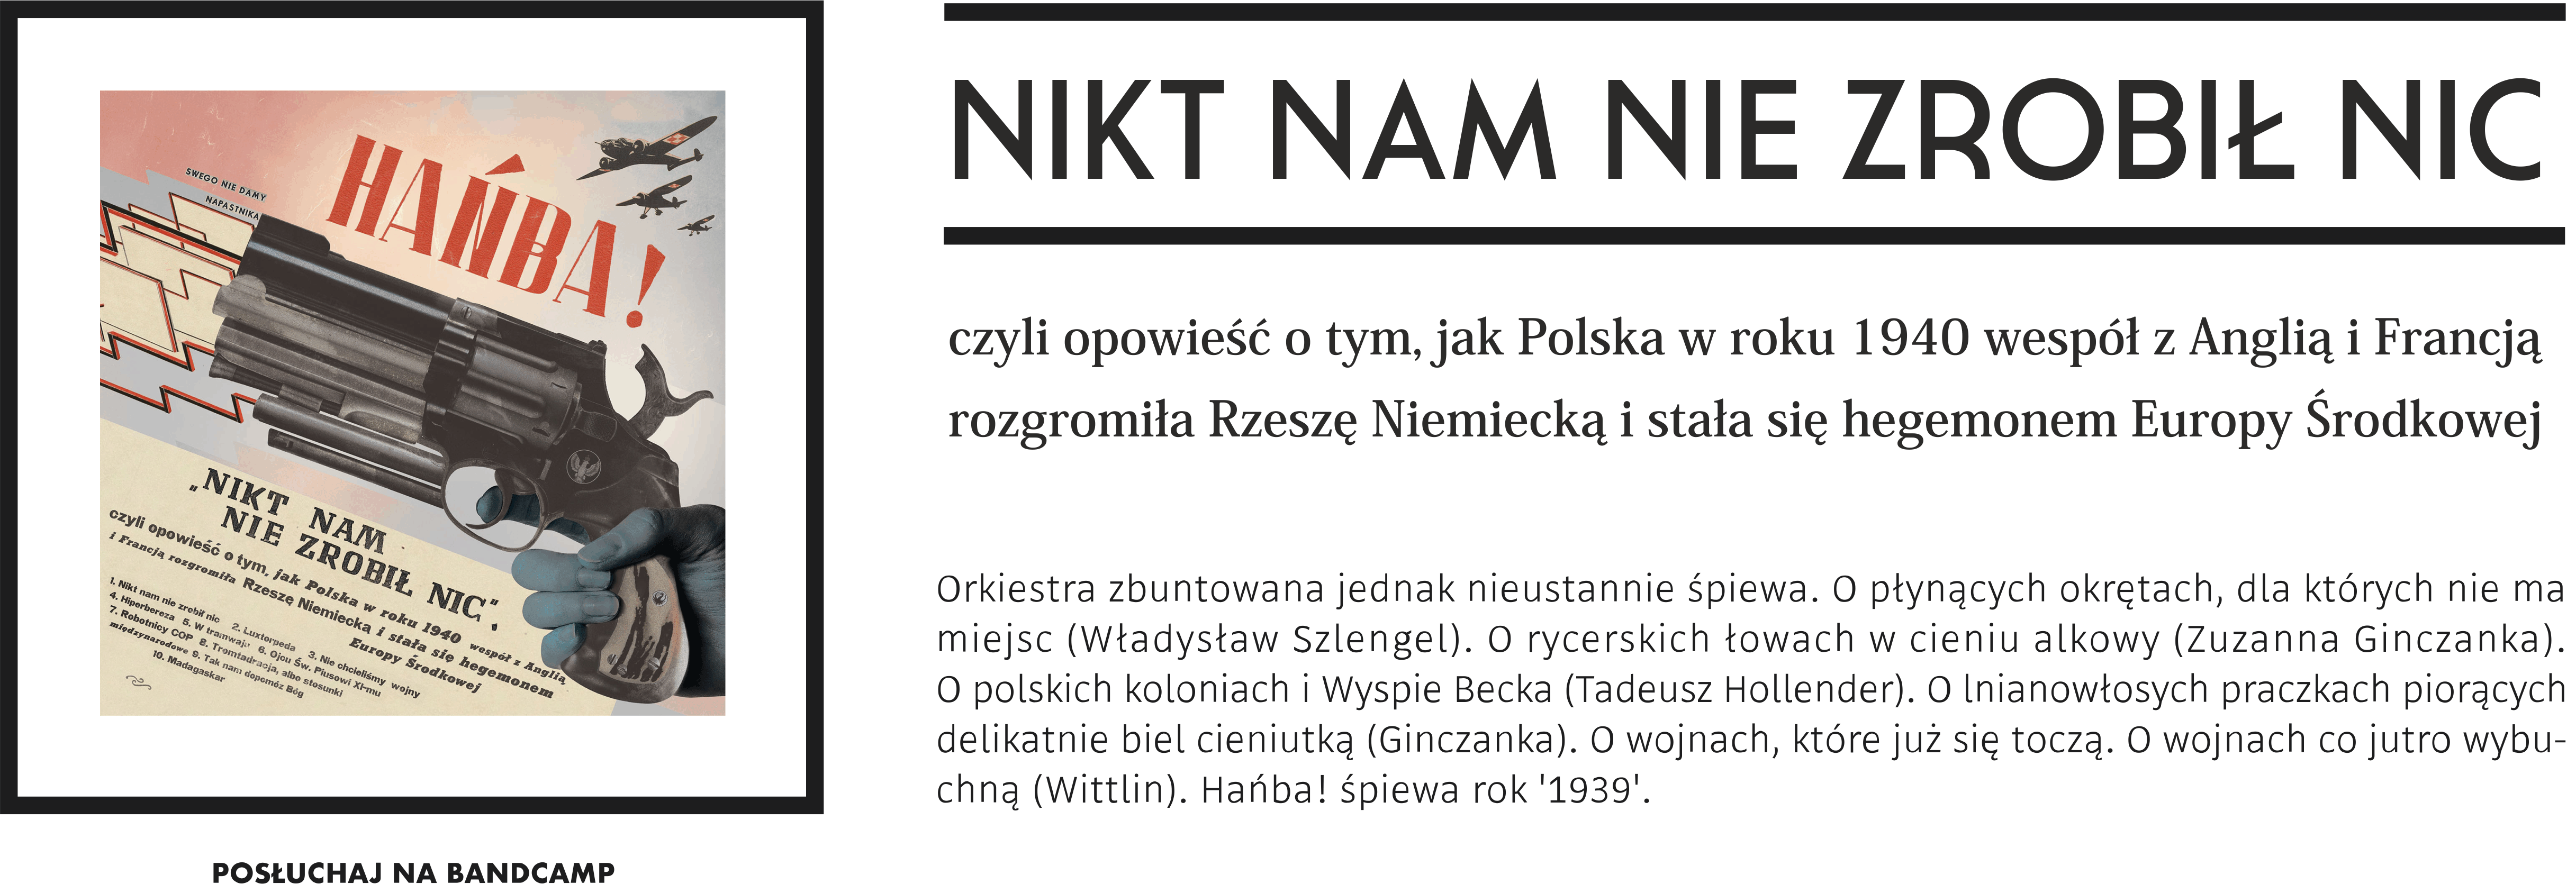 SWEGO NIE DAMY
NAPASTNIKA
HAŃBA!
„NIKT NAM
NIE ZROBIŁ NIC”
czyli opowieść o tym, jak Polska w roku 1940 wespół z Anglią
i Francją rozgromiła Rzeszę Niemiecką i stała się hegemonem
Europy Środkowej
1. Nikt nam nie zrobił nic 2. Luxtorpeda 3. Nie chcieliśmy wojny
4. Hiperbereza 5. W tramwaju 6. Ojcu Św. Piusowi XI-mu
7. Robotnicy COP 8. Tromtadracja, albo stosunki
międzynarodowe 9. Tak nam dopomóż Bóg
10. Madagaskar
POSŁUCHAJ NA BANDCAMP
NIKT NAM NIE ZROBIŁ NIC
czyli opowieść o tym, jak Polska w roku 1940 wespół z Anglią i Francją
rozgromiła Rzeszę Niemiecką i stała się hegemonem Europy Środkowej
Orkiestra zbuntowana jednak nieustannie śpiewa. O płynących okrętach, dla których nie ma
miejsc (Władysław Szlengel). O rycerskich łowach w cieniu alkowy (Zuzanna Ginczanka).
O polskich koloniach i Wyspie Becka (Tadeusz Hollender). O lnianowłosych praczkach piorących
delikatnie biel cieniutką (Ginczanka). O wojnach, które już się toczą. O wojnach co jutro wybu-
chną (Wittlin). Hańba! śpiewa rok '1939'.